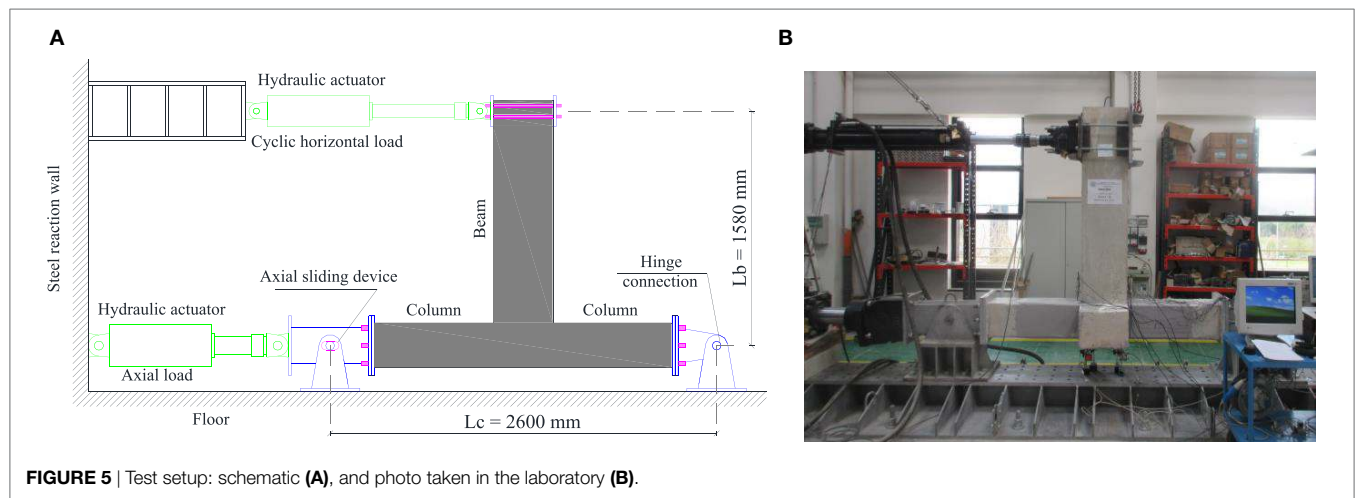 A
B
Hydraulic actuator
Cyclic horizontal load
Steel reaction wall
Beam
Lb = 1580 mm
Hinge
connection
Axial sliding device
Column
Column
Hydraulic actuator
Axial load
Floor
Lc = 2600 mm
FIGURE 5 | Test setup: schematic (A), and photo taken in the laboratory (B).